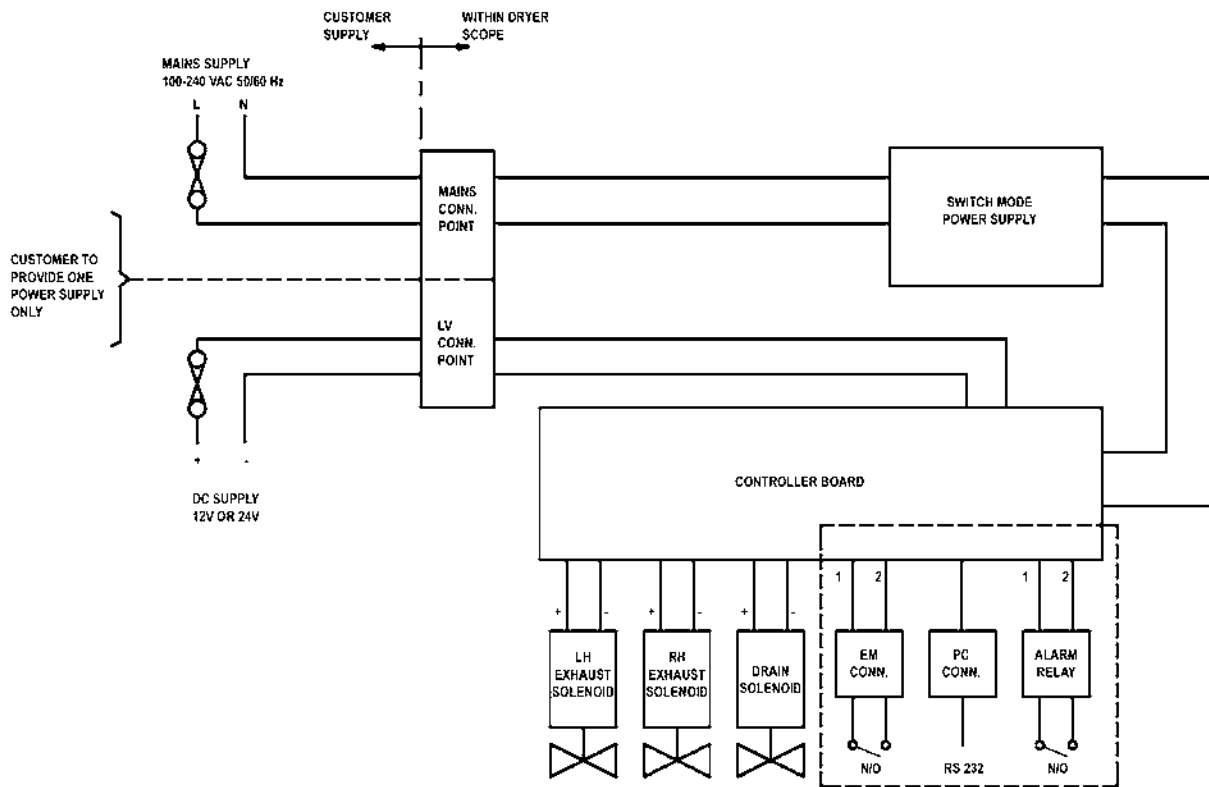 CUSTOMER
SUPPLY
WITHIN DRYER
SCOPE
MAINS SUPPLY
100-240 VAC 50/60 Hz
L
N
MAINS
CONN.
POINT
SWITCH MODE
POWER SUPPLY
CUSTOMER TO
PROVIDE ONE
POWER SUPPLY
ONLY
LV
CONN.
POINT
+
-
DC SUPPLY
12V OR 24V
CONTROLLER BOARD
+
-
+
-
+
-
1
2
1
2
LH
EXHAUST
SOLENOID
RH
EXHAUST
SOLENOID
DRAIN
SOLENOID
EM
CONN.
PC
CONN.
ALARM
RELAY
N/O
RS 232
N/O